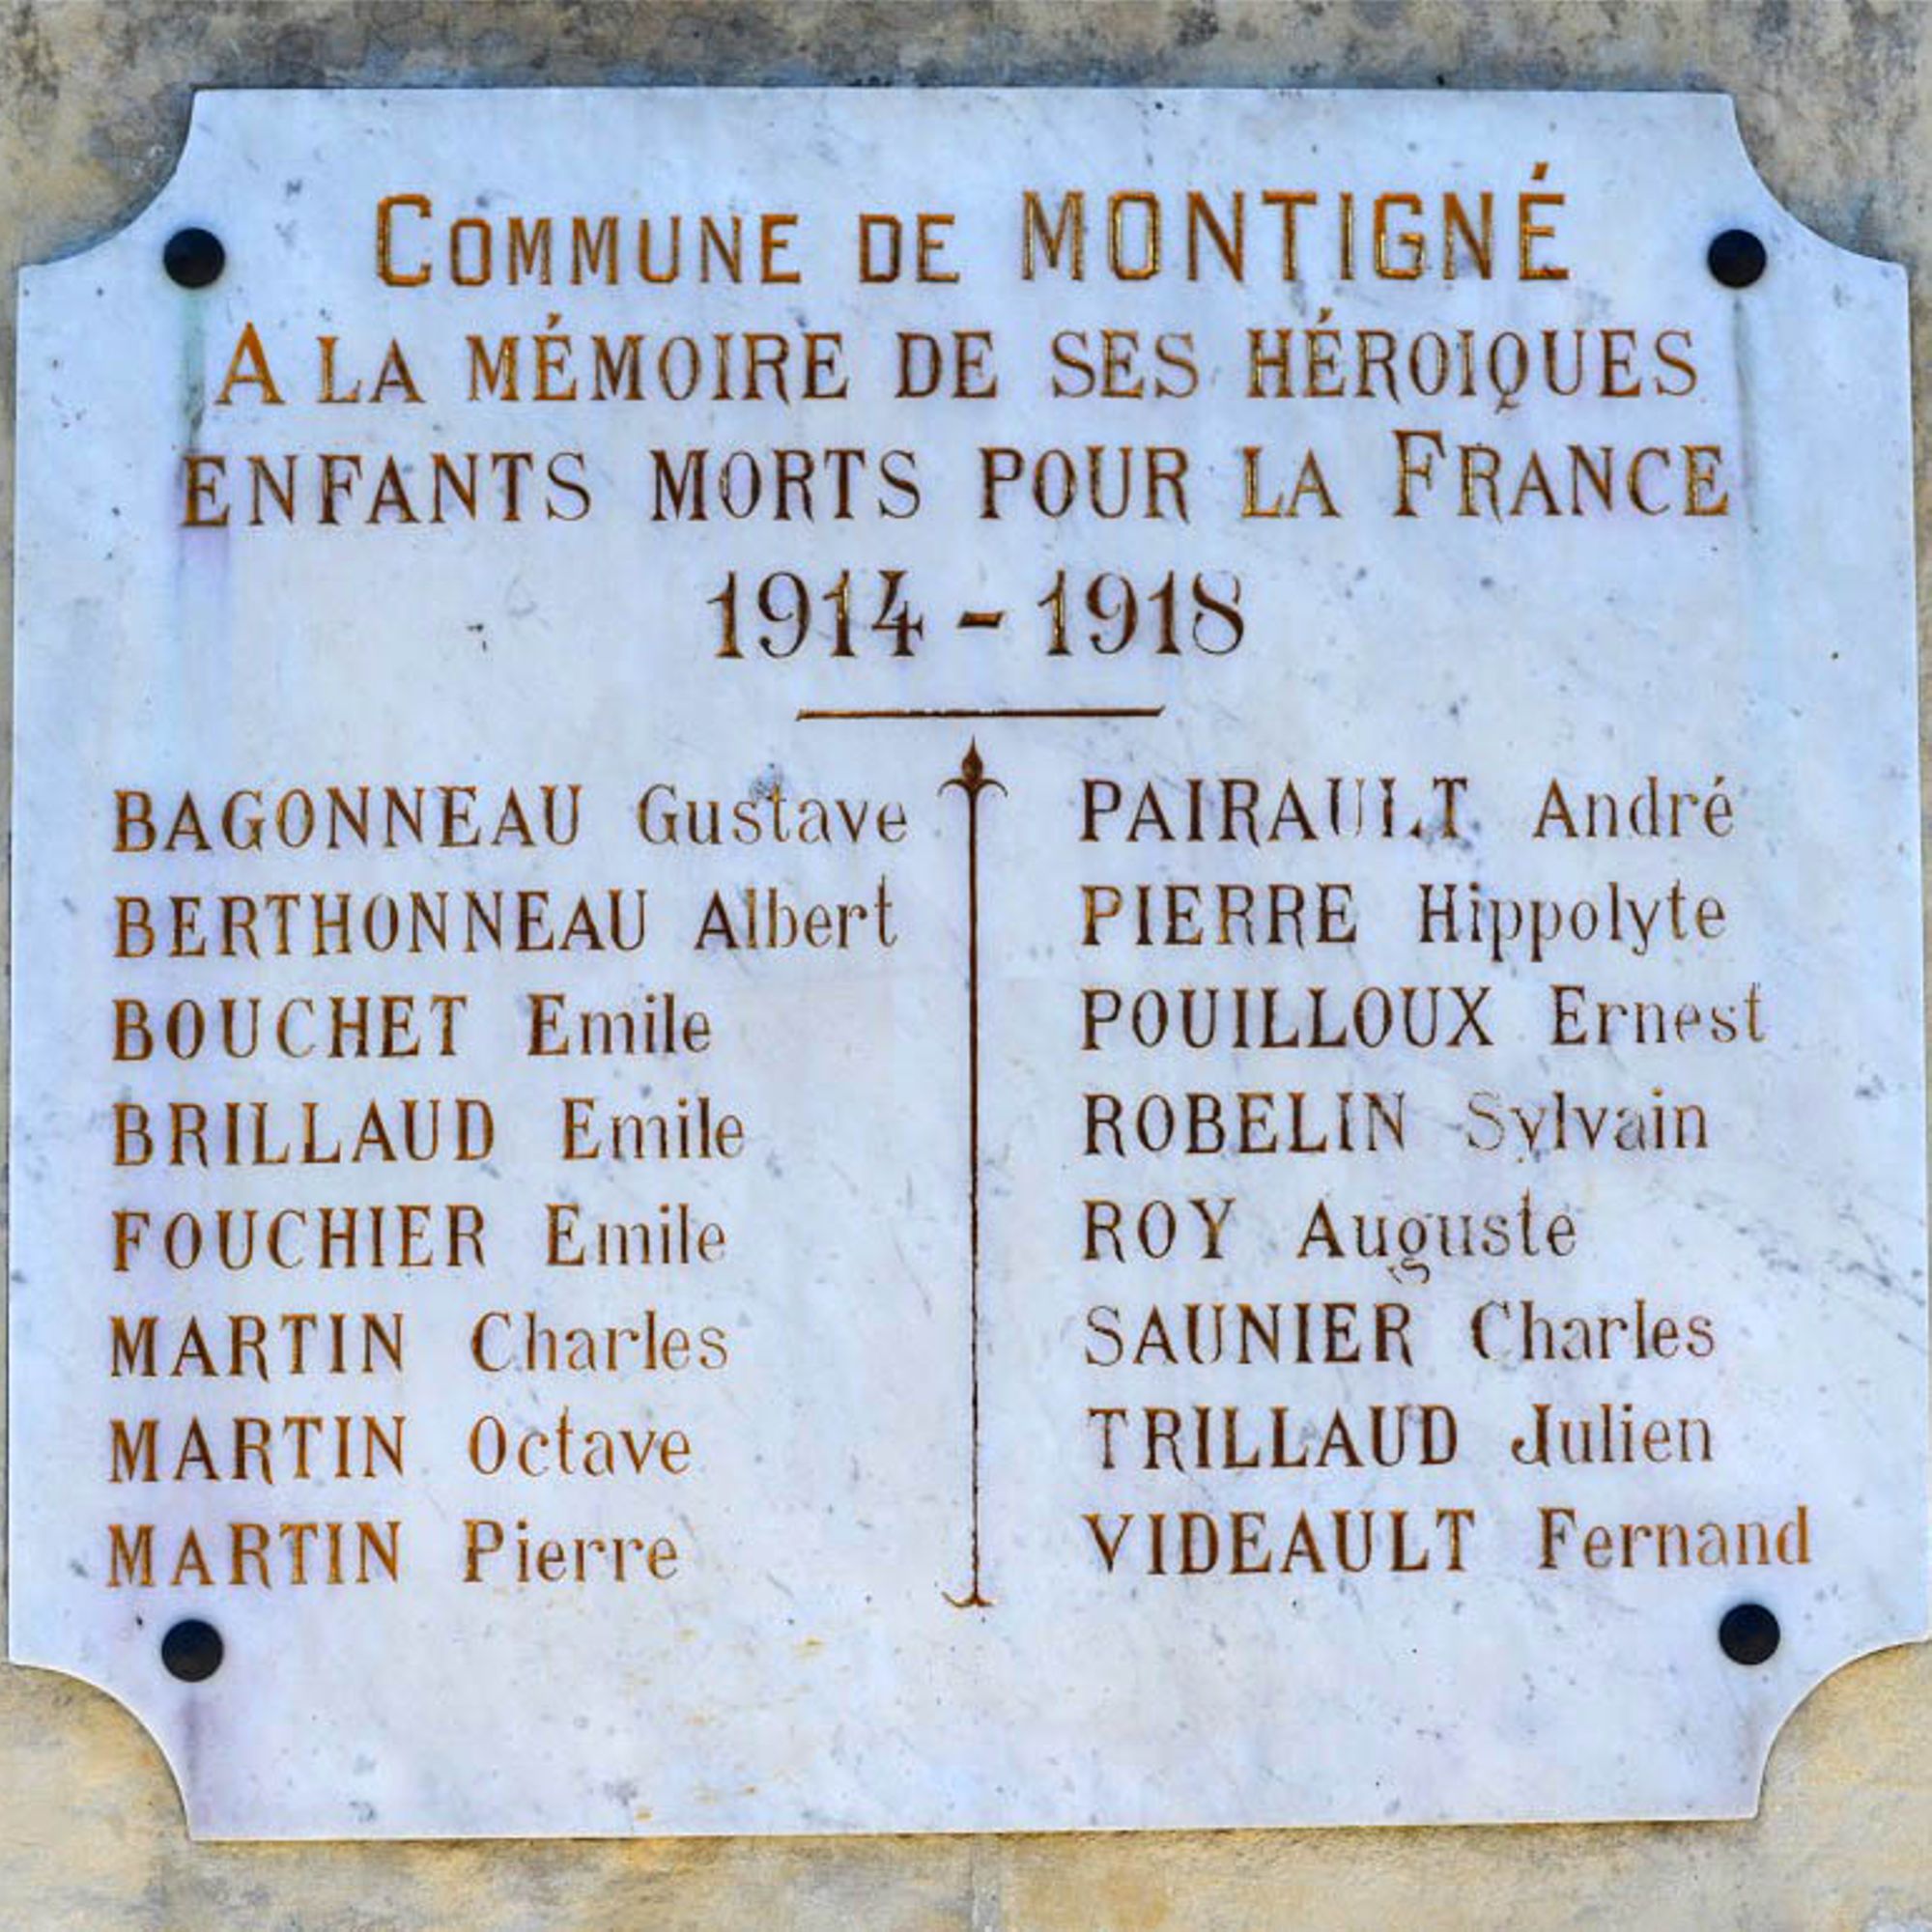 COMMUNE DE MONTIGNÉ
A LA MÉMOIRE DE SES HÉROIQUES
ENFANTS MORTS POUR LA FRANCE
1914 - 1918
BAGONNEAU Gustave
BERTHONNEAU Albert
BOUCHET Emile
BRILLAUD Emile
FOUCHIER Emile
MARTIN Charles
MARTIN Octave
MARTIN Pierre
PAIRAULT André
PIERRE Hippolyte
POUILLOUX Ernest
ROBELIN Sylvain
ROY Auguste
SAUNIER Charles
TRILLAUD Julien
VIDEAULT Fernand